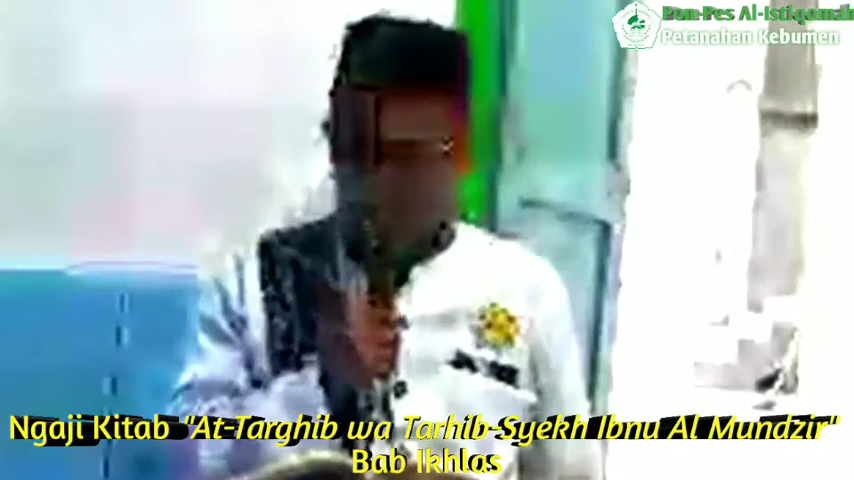 Pon-Pes Al-Istiqomah
Petanahan Kebumen
Ngaji Kitab "At-Targhib wa Tarhib-Syekh Ibnu Al Mundzir"
Bab Ikhlas